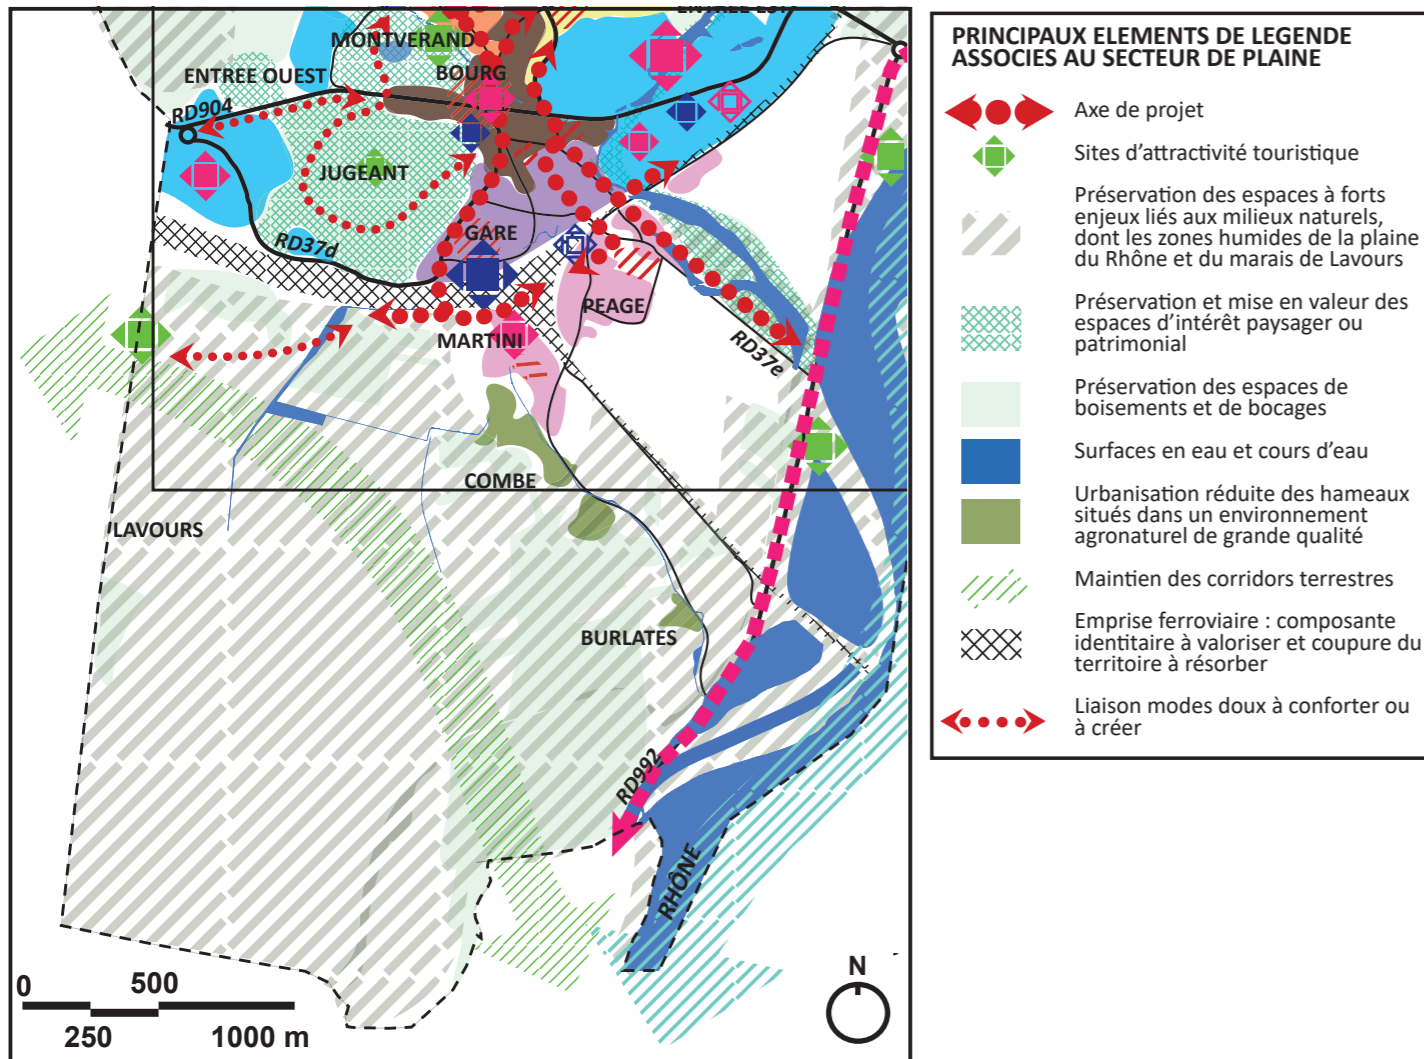 MONTVERAND
BOURG
ENTREE OUEST
RD904
JUGEANT
RD37d
GARE
PEAGE
MARTINI
RD37e
COMBE
LAVOURS
BURLATES
RD992
RHÔNE
0
500
250
1000 m
N
PRINCIPAUX ELEMENTS DE LEGENDE
ASSOCIES AU SECTEUR DE PLAINE
Axe de projet
Sites d'attractivité touristique
Préservation des espaces à forts
enjeux liés aux milieux naturels,
dont les zones humides de la plaine
du Rhône et du marais de Lavours
Préservation et mise en valeur des
espaces d'intérêt paysager ou
patrimonial
Préservation des espaces de
boisements et de bocages
Surfaces en eau et cours d'eau
Urbanisation réduite des hameaux
situés dans un environnement
agronaturel de grande qualité
Maintien des corridors terrestres
Emprise ferroviaire : composante
identitaire à valoriser et coupure du
territoire à résorber
Liaison modes doux à conforter ou
à créer